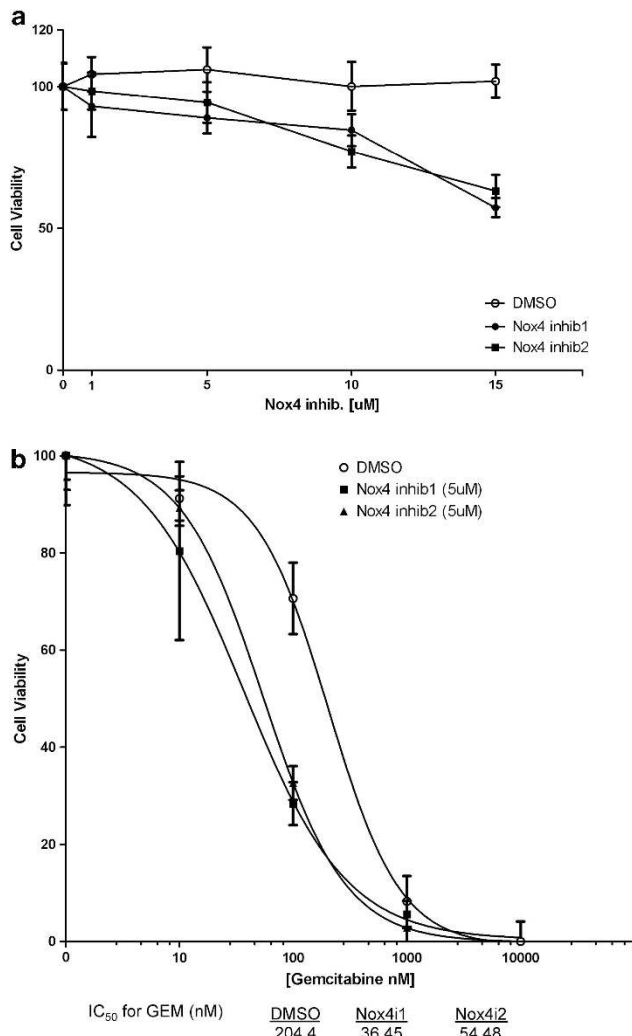 a
120
100
50
0
Cell Viability
0 1 5 10 15
Nox4 inhib. [uM]
DMSO
Nox4 inhib1
Nox4 inhib2
b
100
80
60
40
20
0
Cell Viability
DMSO
Nox4 inhib1 (5uM)
Nox4 inhib2 (5uM)
0 10 100 1000 10000
[Gemcitabine nM]
IC50 for GEM (nM) DMSO Nox4i1 Nox4i2
204.4 36.45 54.48